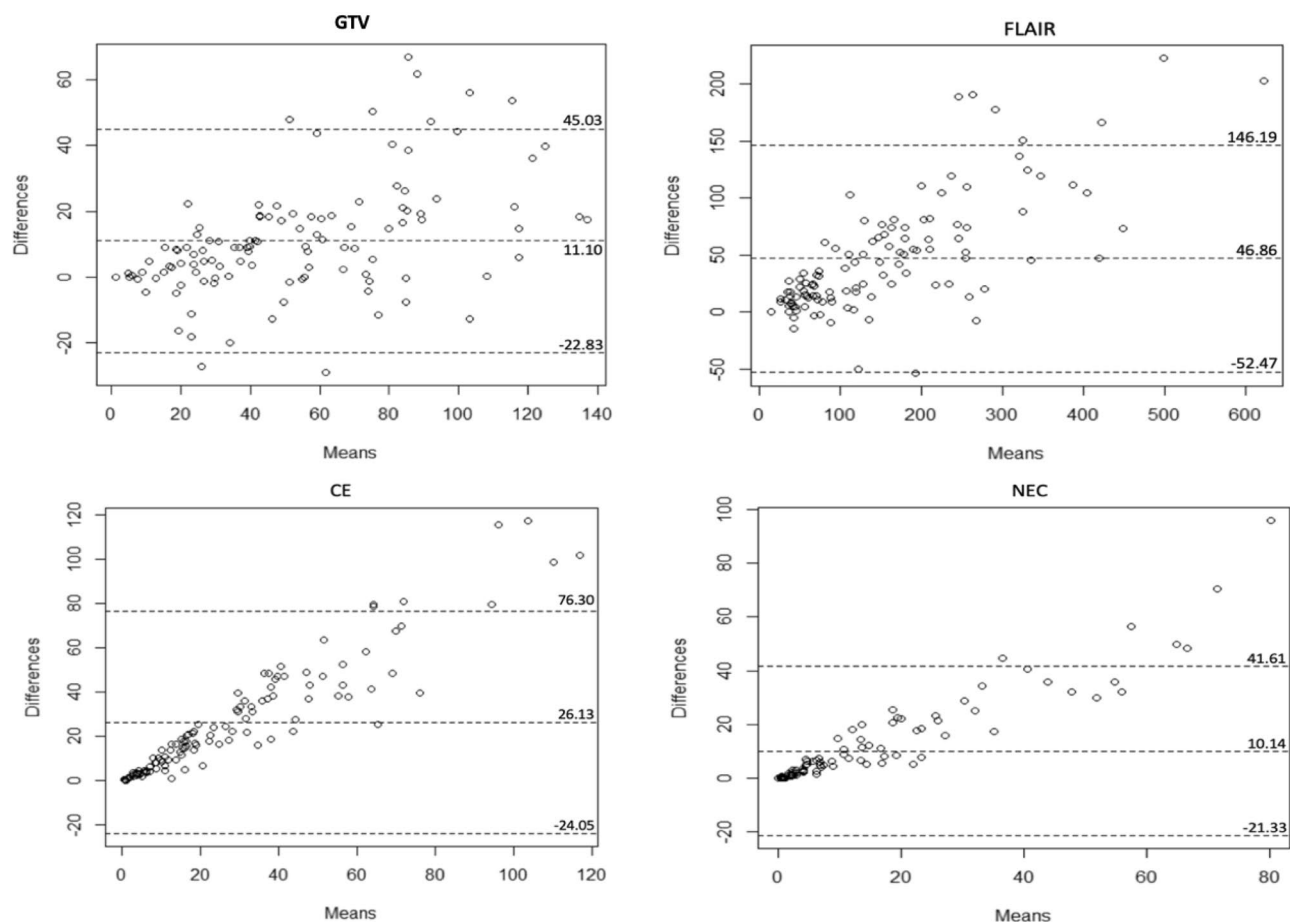 GTV
60
40
20
0
-20
45.03
11.10
-22.83
Differences
0 20 40 60 80 100 120 140
Means
FLAIR
200
150
100
50
0
-50
146.19
46.86
-52.47
Differences
0 100 200 300 400 500 600
Means
CE
120
100
80
60
40
20
0
-20
76.30
26.13
-24.05
Differences
0 20 40 60 80 100 120
Means
NEC
100
80
60
40
20
0
-20
41.61
10.14
-21.33
Differences
0 20 40 60 80
Means